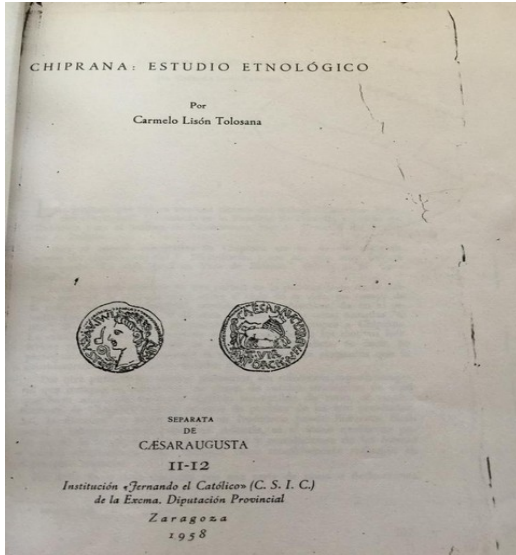 CHIPRANA: ESTUDIO ETNOLÓGICO
Por
Carmelo Lisón Tolosana
SEPARATA
DE
CÆSARAUGUSTA
11-12
Institución «Fernando el Católico» (C. S. I. C.)
de la Excma. Diputación Provincial
Zaragoza
1958